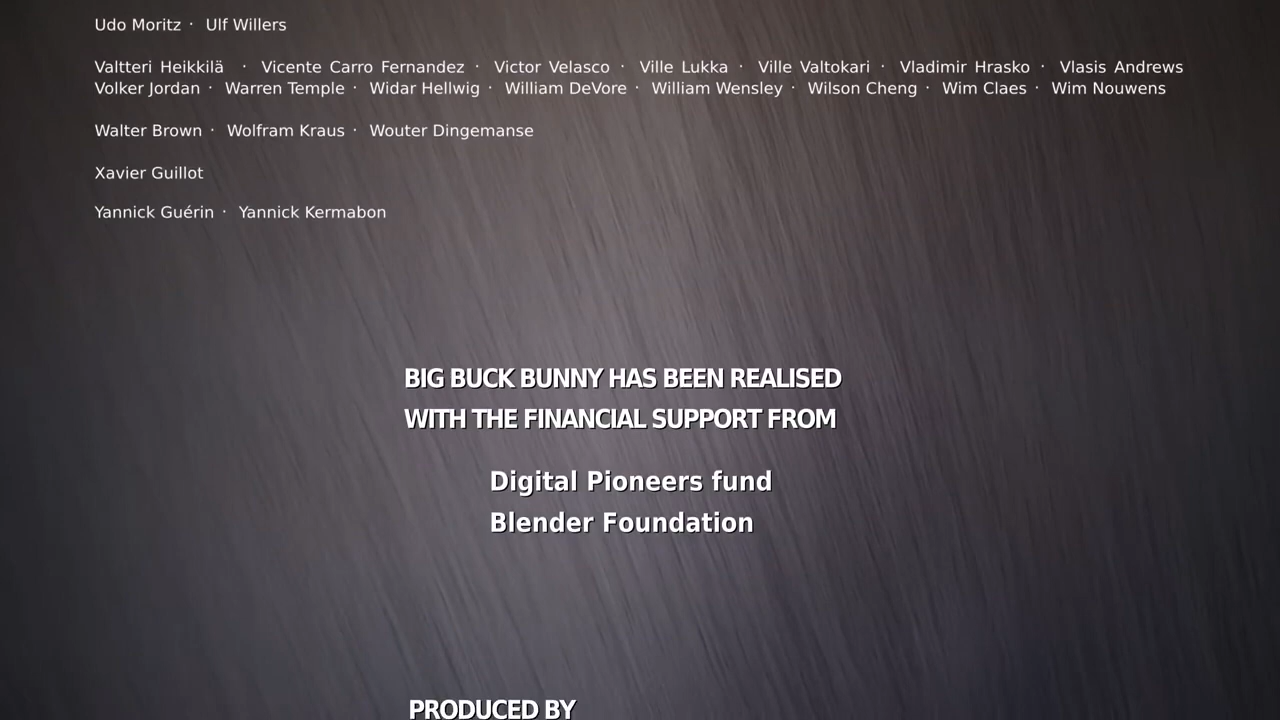 Udo Moritz · Ulf Willers
Valtteri Heikkilä · Vicente Carro Fernandez · Victor Velasco · Ville Lukka · Ville Valtokari · Vladimir Hrasko · Vlasis Andrews
Volker Jordan · Warren Temple · Widar Hellwig · William DeVore · William Wensley · Wilson Cheng · Wim Claes · Wim Nouwens
Walter Brown · Wolfram Kraus · Wouter Dingemanse
Xavier Guillot
Yannick Guérin · Yannick Kermabon
BIG BUCK BUNNY HAS BEEN REALISED
WITH THE FINANCIAL SUPPORT FROM
Digital Pioneers fund
Blender Foundation
PRODUCED BY